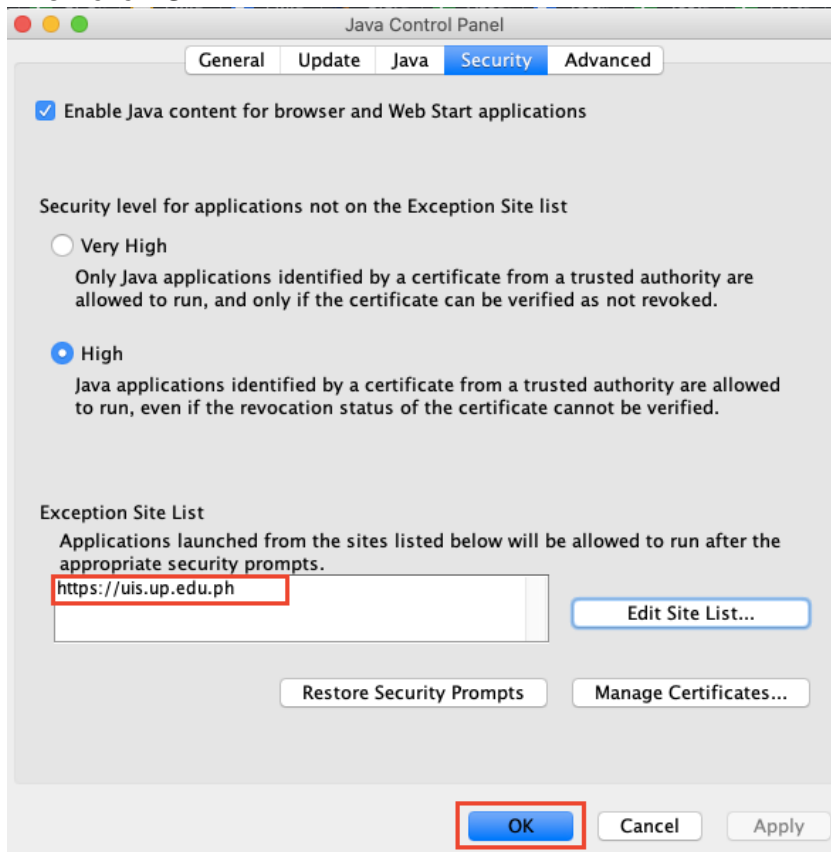 Java Control Panel
General Update Java Security Advanced
Enable Java content for browser and Web Start applications
Security level for applications not on the Exception Site list
Very High
Only Java applications identified by a certificate from a trusted authority are
allowed to run, and only if the certificate can be verified as not revoked.
High
Java applications identified by a certificate from a trusted authority are allowed
to run, even if the revocation status of the certificate cannot be verified.
Exception Site List
Applications launched from the sites listed below will be allowed to run after the
appropriate security prompts.
https://uis.up.edu.ph
Edit Site List...
Restore Security Prompts Manage Certificates...
OK Cancel Apply